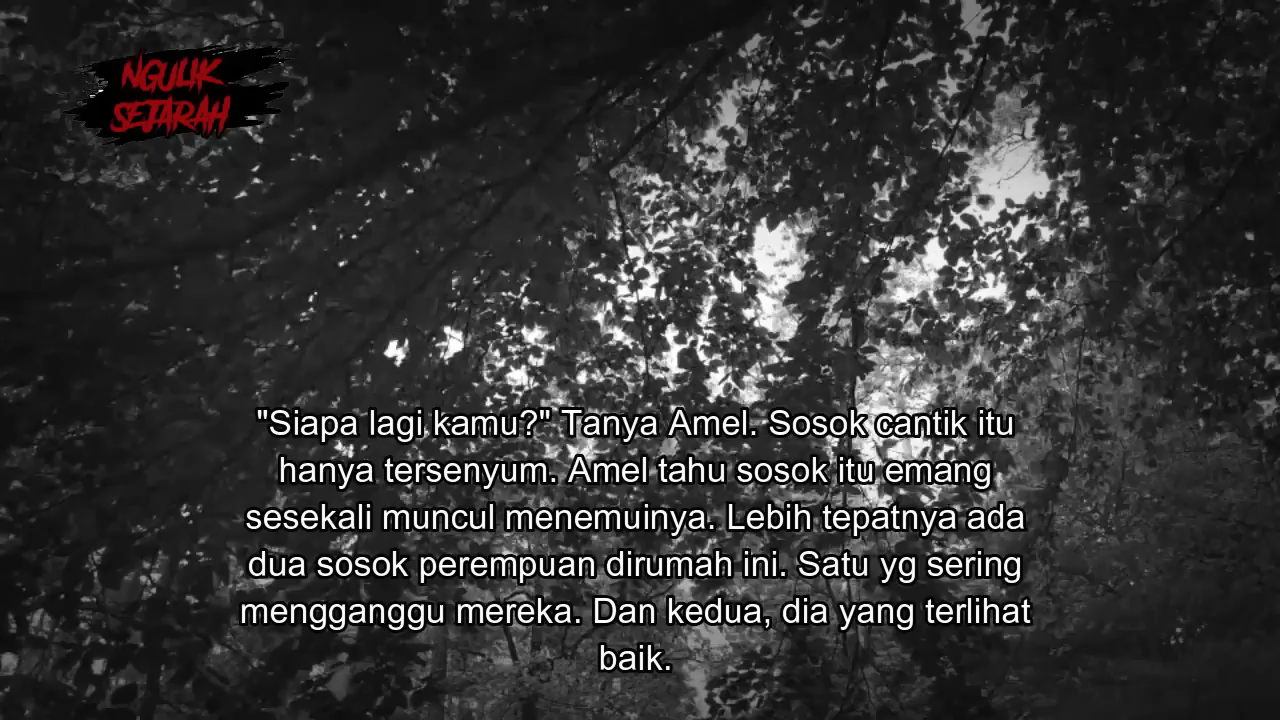 NGULIK
SEJARAH
"Siapa lagi kamu?" Tanya Amel. Sosok cantik itu
hanya tersenyum. Amel tahu sosok itu emang
sesekali muncul menemuinya. Lebih tepatnya ada
dua sosok perempuan dirumah ini. Satu yg sering
mengganggu mereka. Dan kedua, dia yang terlihat
baik.